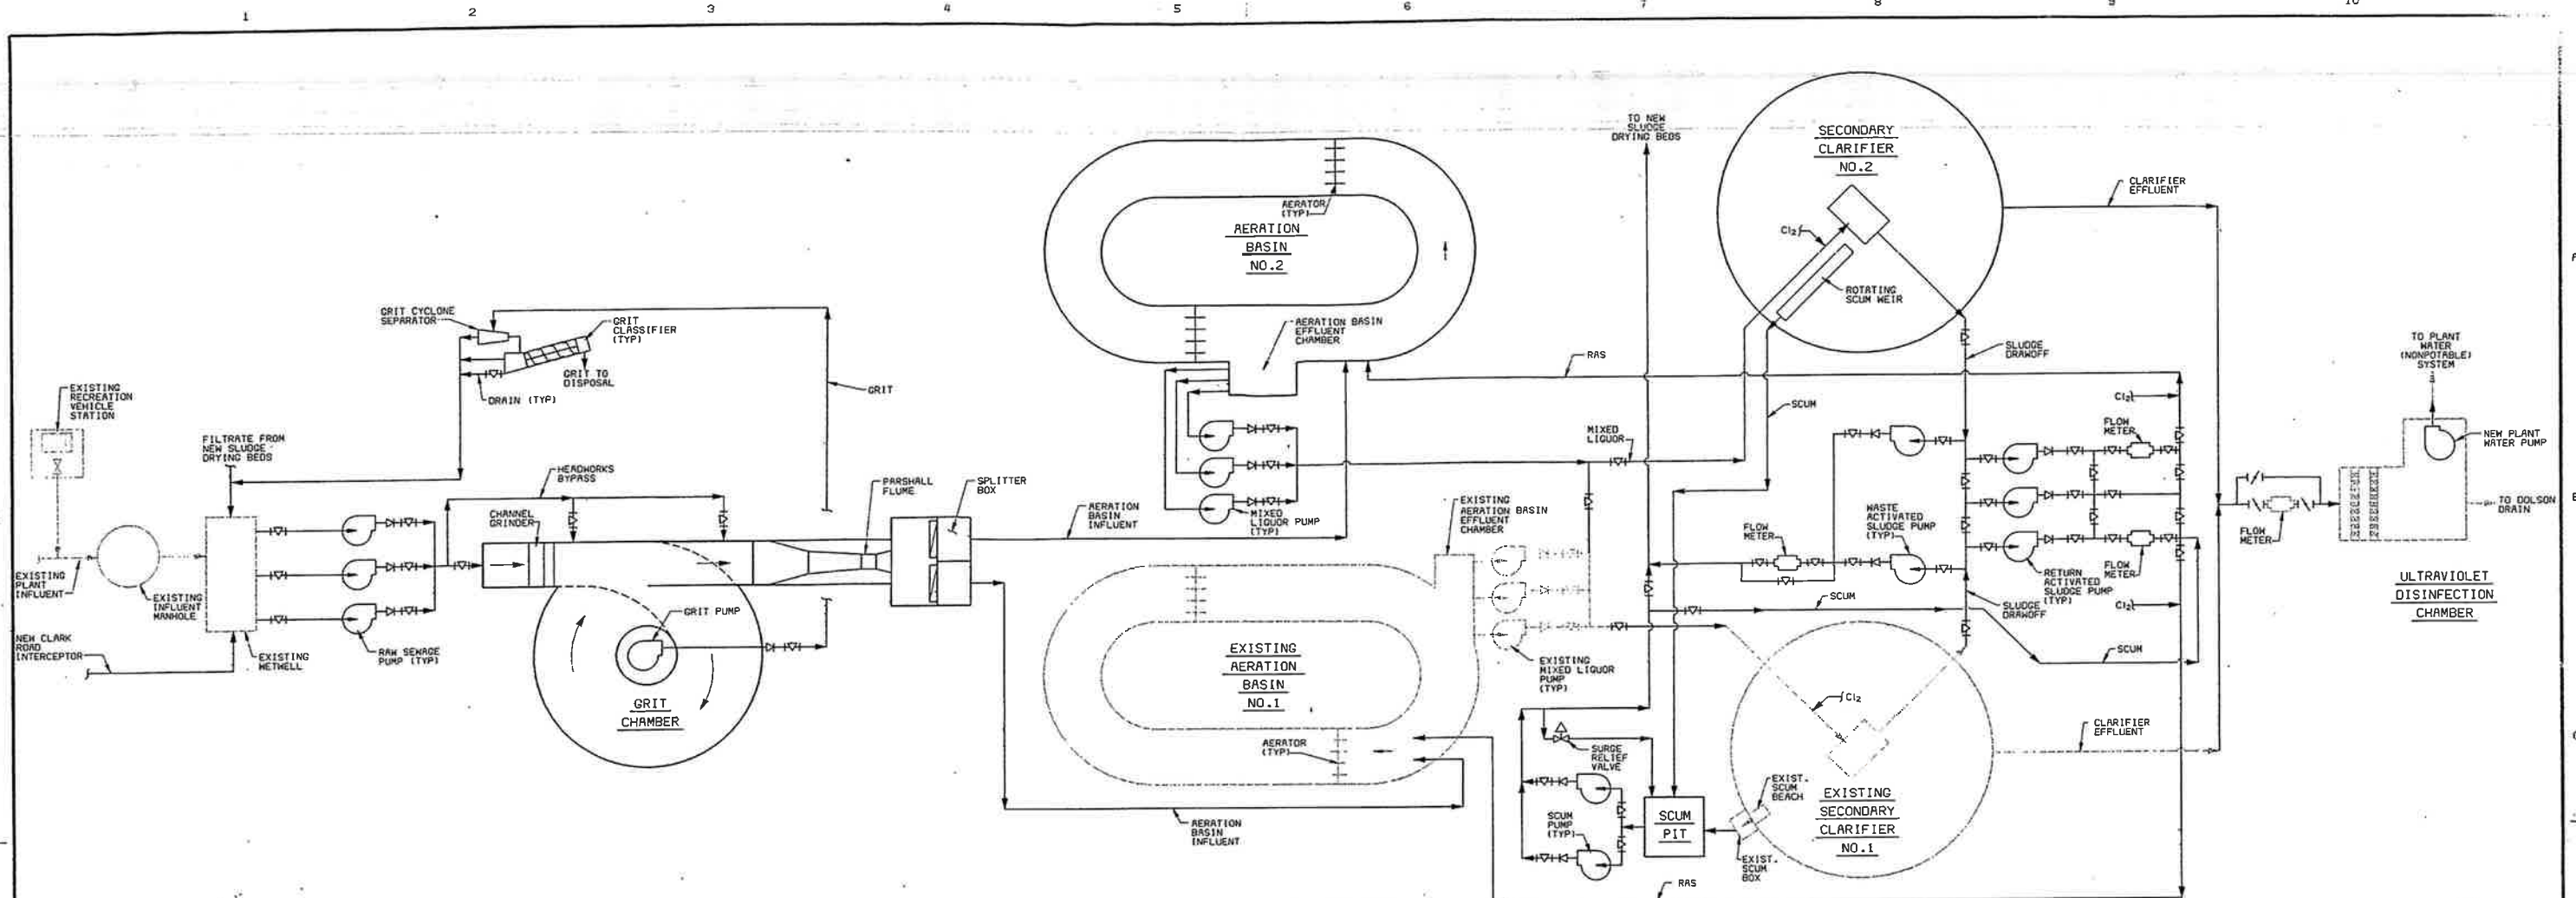 1
2
3
4
5
6
7
8
9
10
TO NEW
SLUDGE
DRYING BEDS
SECONDARY
CLARIFIER
NO.2
CLARIFIER
EFFLUENT
Cl2
ROTATING
SCUM WEIR
AERATOR
(TYP)
AERATION
BASIN
NO.2
AERATION BASIN
EFFLUENT
CHAMBER
RAS
SLUDGE
DRAWOFF
GRIT CYCLONE
SEPARATOR
GRIT
CLASSIFIER
(TYP)
GRIT TO
DISPOSAL
DRAIN (TYP)
GRIT
EXISTING
RECREATION
VEHICLE
STATION
FILTRATE FROM
NEW SLUDGE
DRYING BEDS
HEADWORKS
BYPASS
CHANNEL
GRINDER
PARSHALL
FLUME
SPLITTER
BOX
AERATION
BASIN
INFLUENT
MIXED
LIQUOR PUMP
(TYP)
EXISTING
AERATION BASIN
EFFLUENT
CHAMBER
MIXED
LIQUOR
SCUM
Cl2
FLOW
METER
FLOW
METER
WASTE
ACTIVATED
SLUDGE PUMP
(TYP)
RETURN
ACTIVATED
SLUDGE PUMP
(TYP)
FLOW
METER
Cl2
SCUM
SLUDGE
DRAWOFF
SCUM
TO PLANT
WATER
(NONPOTABLE)
SYSTEM
NEW PLANT
WATER PUMP
TO DOLSON
DRAIN
FLOW
METER
ULTRAVIOLET
DISINFECTION
CHAMBER
EXISTING
PLANT
INFLUENT
EXISTING
INFLUENT
MANHOLE
NEW CLARK
ROAD
INTERCEPTOR
EXISTING
WETWELL
RAW SEWAGE
PUMP (TYP)
GRIT PUMP
GRIT
CHAMBER
EXISTING
AERATION
BASIN
NO.1
AERATOR
(TYP)
EXISTING
MIXED LIQUOR
PUMP
(TYP)
Cl2
CLARIFIER
EFFLUENT
SURGE
RELIEF
VALVE
SCUM
PUMP
(TYP)
SCUM
PIT
EXIST.
SCUM
BEACH
EXIST.
SCUM
BOX
EXISTING
SECONDARY
CLARIFIER
NO.1
AERATION
BASIN
INFLUENT
RAS